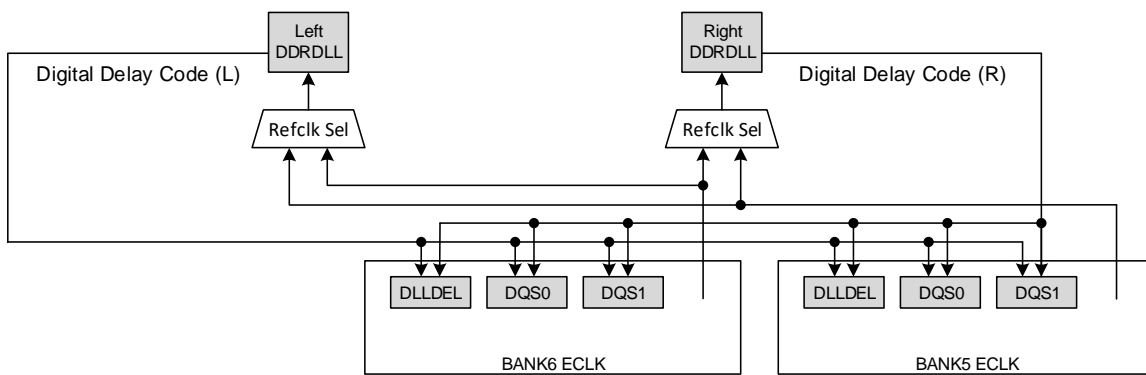 Left
DDRDLL
Right
DDRDLL
Digital Delay Code (L)
Digital Delay Code (R)
Refclk Sel
Refclk Sel
DLLDEL
DQS0
DQS1
DLLDEL
DQS0
DQS1
BANK6 ECLK
BANK5 ECLK